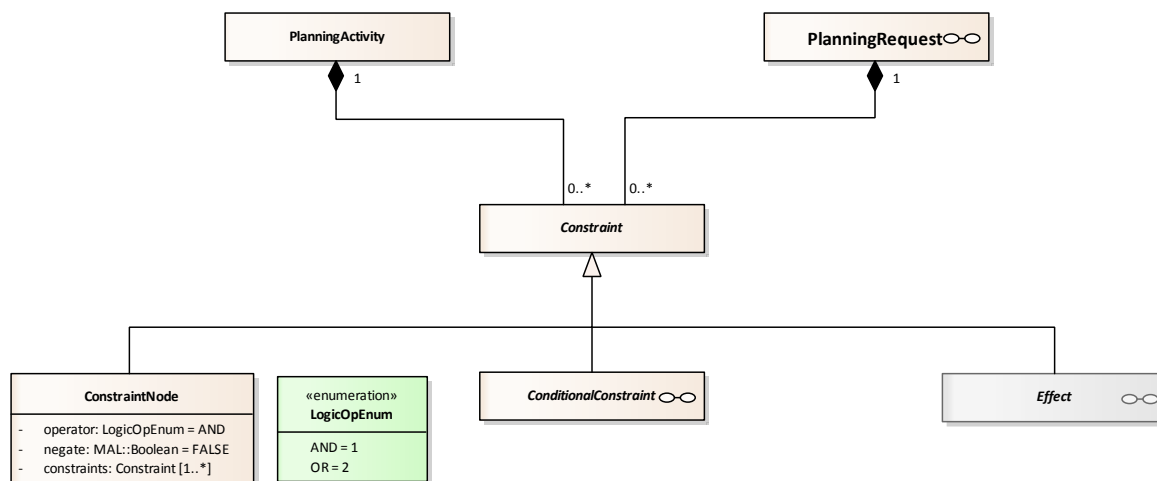 PlanningActivity
PlanningRequest
1
1
0..*
0..*
Constraint
ConstraintNode
- operator: LogicOpEnum = AND
- negate: MAL::Boolean = FALSE
- constraints: Constraint [1..*]
«enumeration»
LogicOpEnum
AND = 1
OR = 2
ConditionalConstraint
Effect